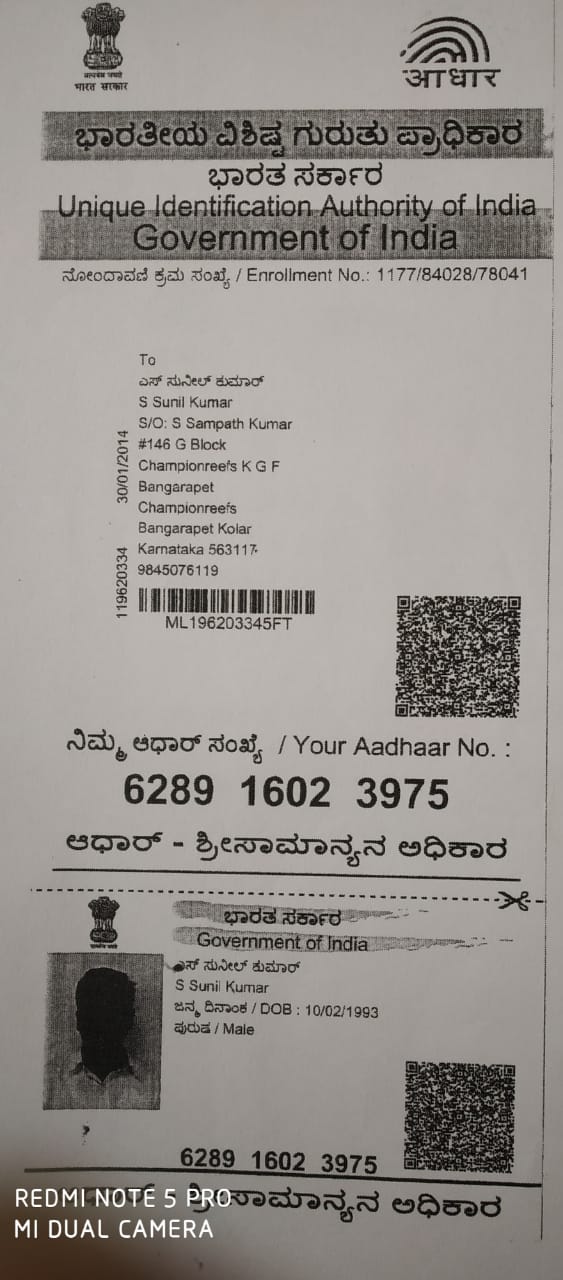 सत्यमेव जयते
भारत सरकार
आधार
ಭಾರತೀಯ ವಿಶಿಷ್ಟ ಗುರುತು ಪ್ರಾಧಿಕಾರ
ಭಾರತ ಸರ್ಕಾರ
Unique Identification Authority of India
Government of India
ನೋಂದಾವಣಿ ಕ್ರಮ ಸಂಖ್ಯೆ / Enrollment No.: 1177/84028/78041
To
ಎಸ್ ಸುನೀಲ್ ಕುಮಾರ್
S Sunil Kumar
S/O: S Sampath Kumar
#146 G Block
Championreefs K G F
Bangarapet
Championreefs
Bangarapet Kolar
Karnataka 563117
9845076119
30/01/2014
119620334
ML196203345FT
ನಿಮ್ಮ ಆಧಾರ್ ಸಂಖ್ಯೆ / Your Aadhaar No. :
6289 1602 3975
ಆಧಾರ್ - ಶ್ರೀಸಾಮಾನ್ಯನ ಅಧಿಕಾರ
ಭಾರತ ಸರ್ಕಾರ
Government of India
ಎಸ್ ಸುನೀಲ್ ಕುಮಾರ್
S Sunil Kumar
ಜನ್ಮ ದಿನಾಂಕ / DOB : 10/02/1993
ಪುರುಷ / Male
6289 1602 3975
- ಶ್ರೀಸಾಮಾನ್ಯನ ಅಧಿಕಾರ
REDMI NOTE 5 PRO
MI DUAL CAMERA